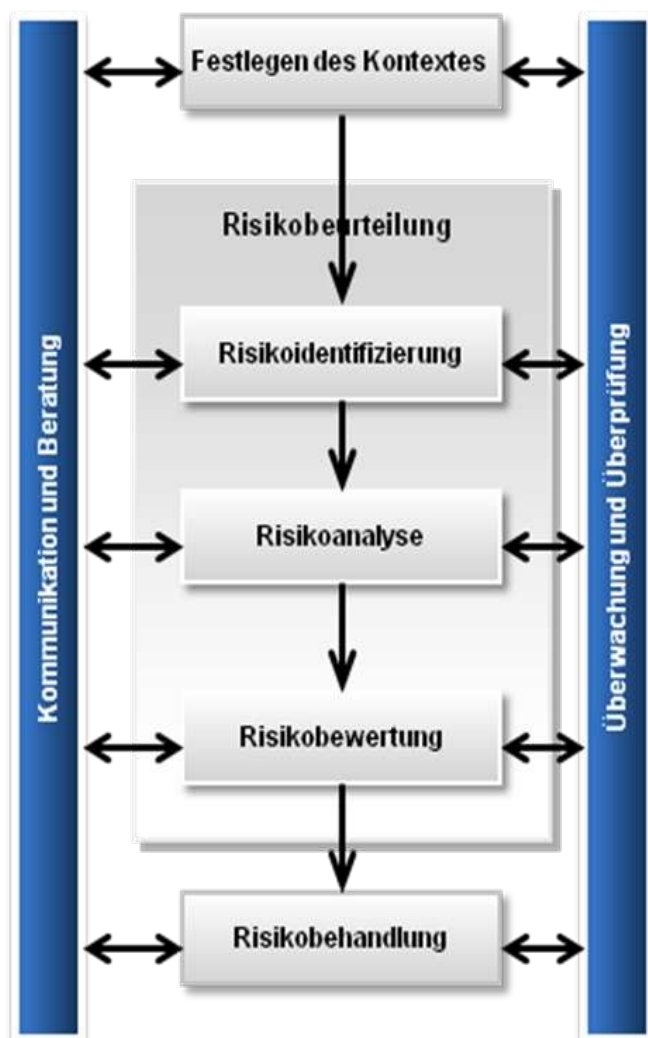 Festlegen des Kontextes
Risikobeurteilung
Risikoidentifizierung
Risikoanalyse
Risikobewertung
Risikobehandlung
Kommunikation und Beratung
Überwachung und Überprüfung